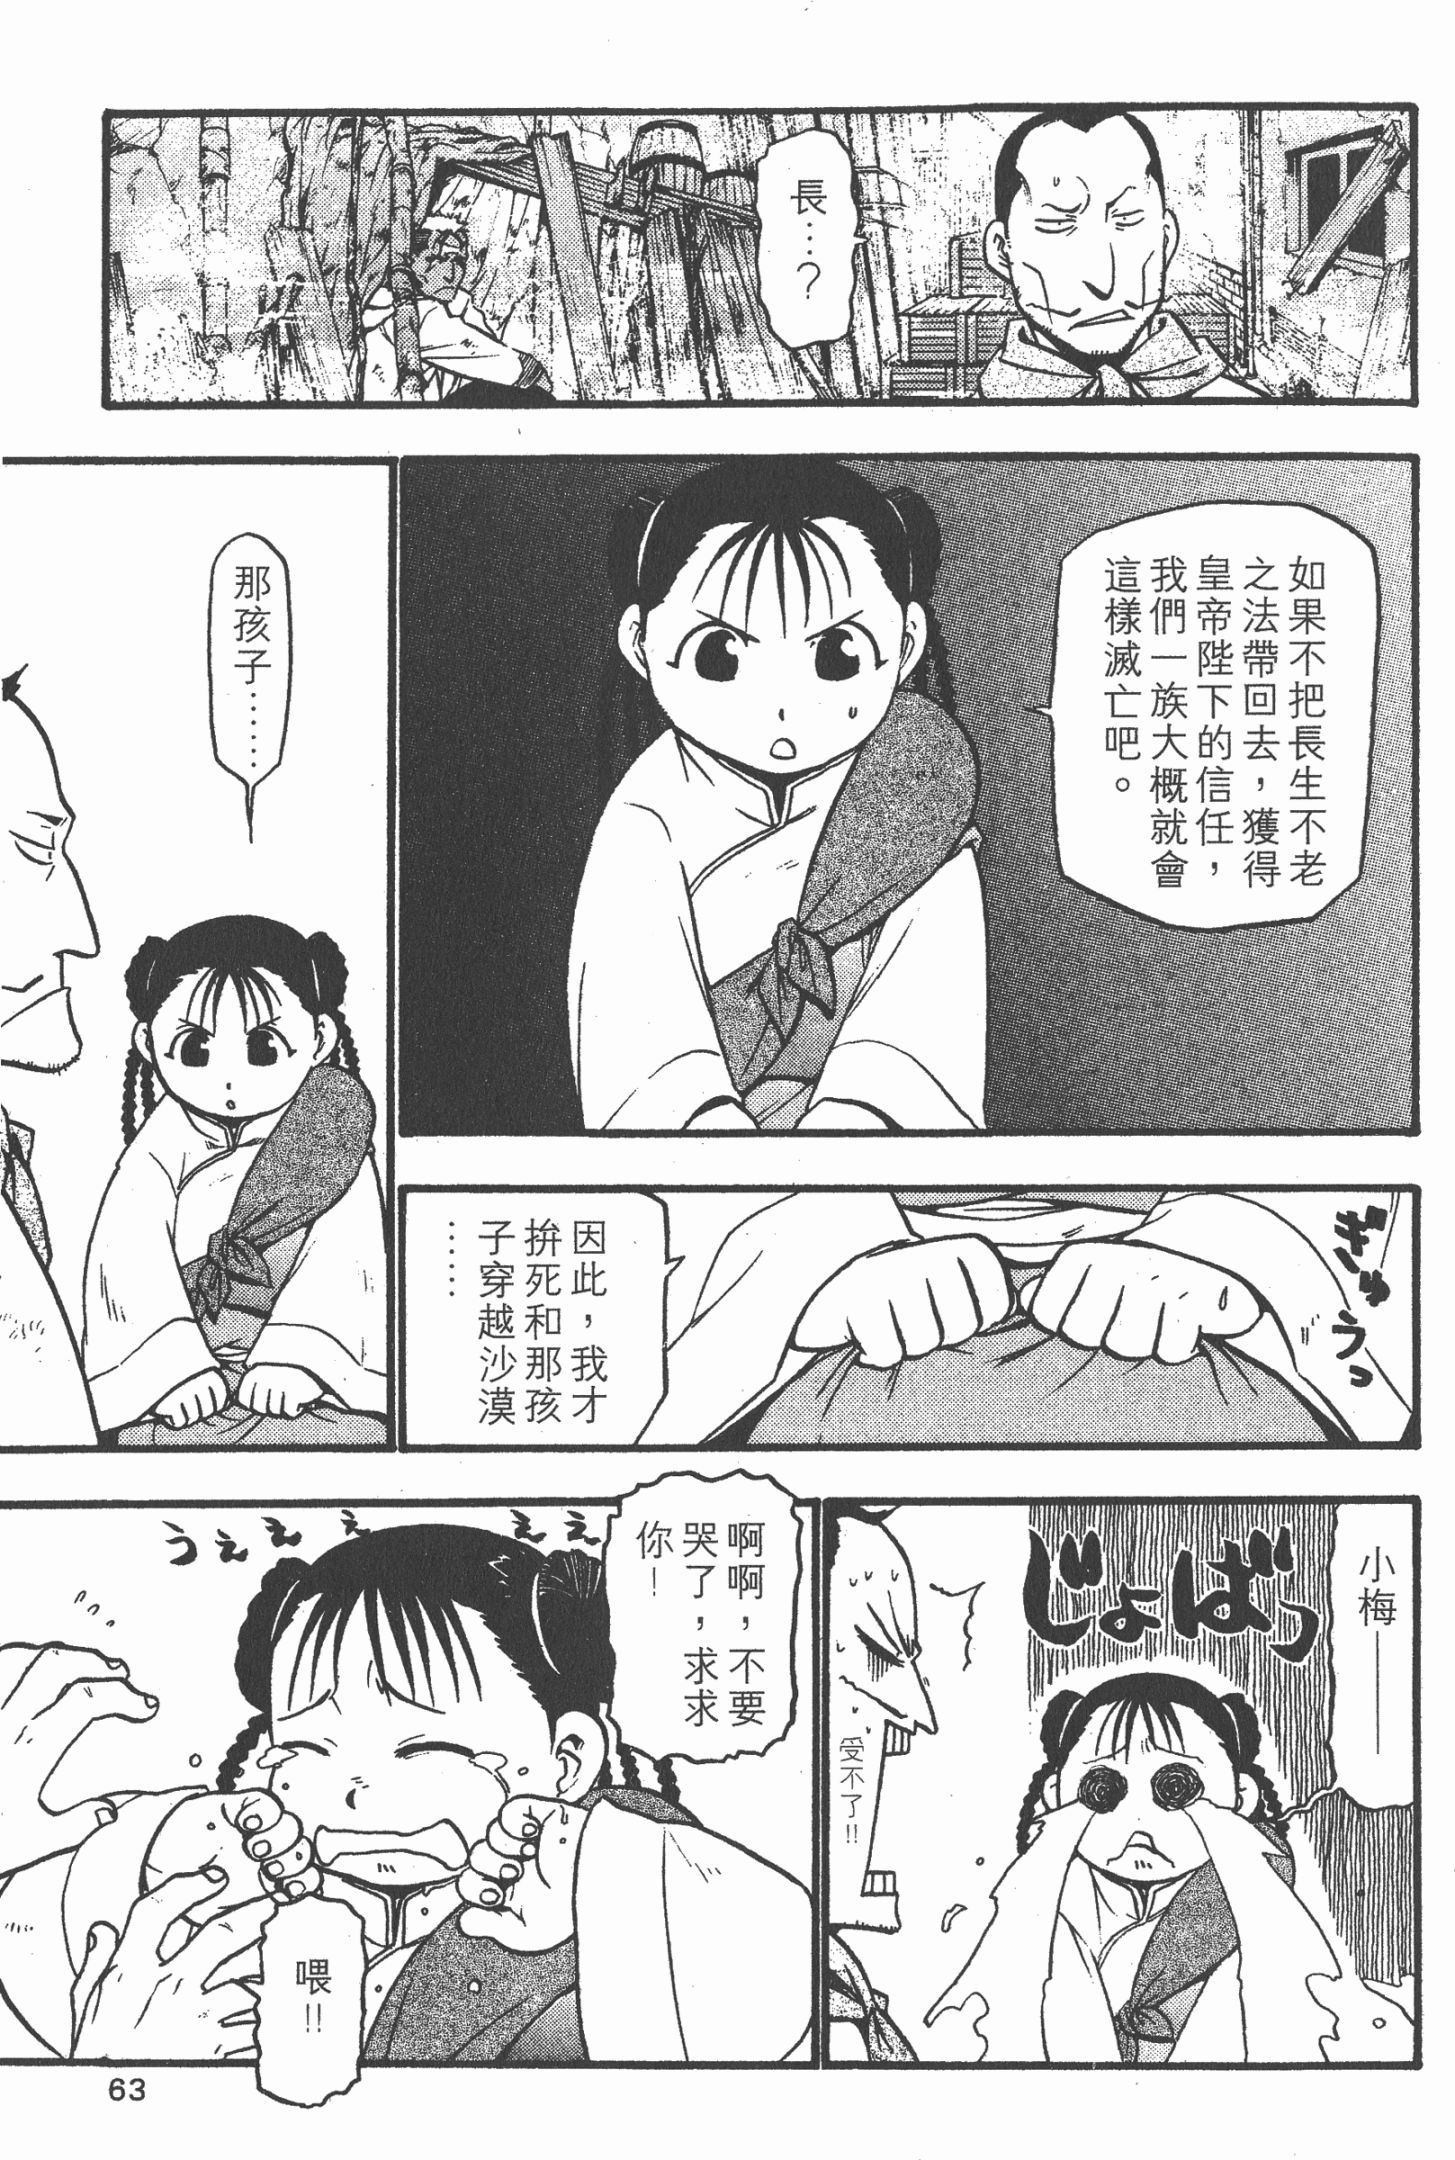 長……？
如果不把長生不老
之法帶回去，獲得
皇帝陛下的信任，
我們一族大概就會
這樣滅亡吧。
ぎゅうっ
因此，我才
拚死和那孩
子穿越沙漠
……
那孩子………
小梅——
じょばっ
受不了!!
啊啊，不要
哭了，求求
你！
うぇぇぇぇぇ
喂!!
63